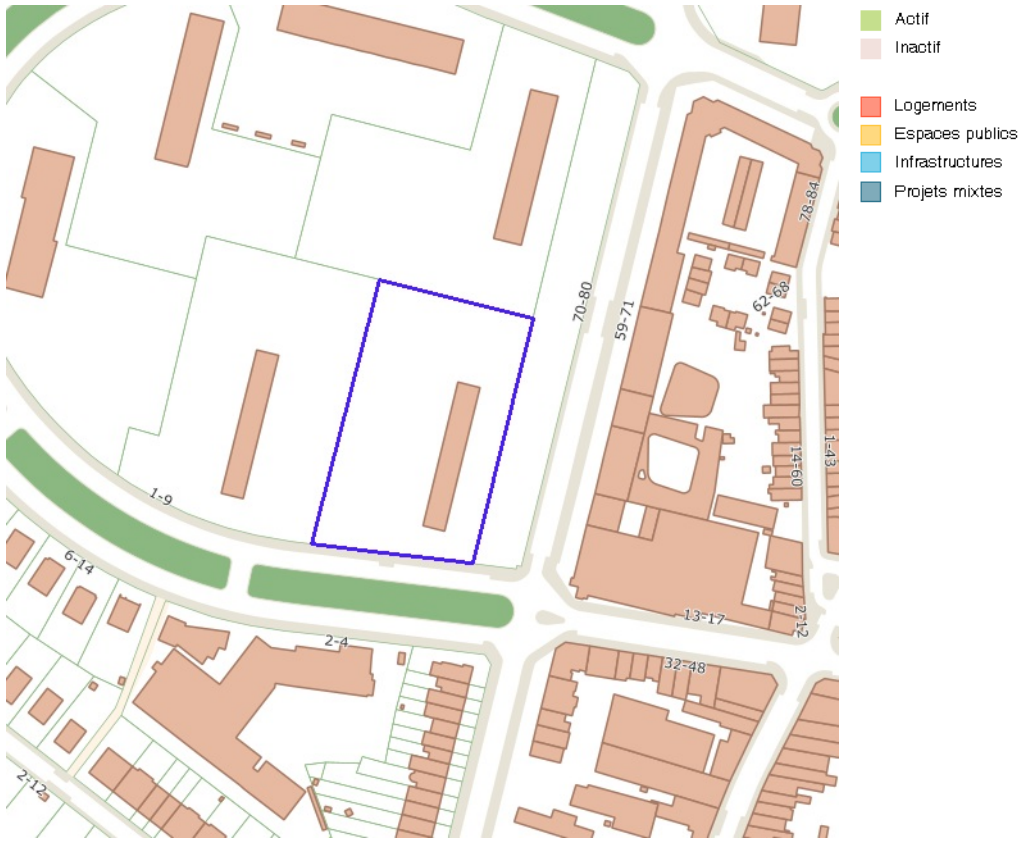 Actif
Inactif
Logements
Espaces publics
Infrastructures
Projets mixtes
78-84
62-68
70-80
59-71
1-43
14-60
1-9
6-14
2-12
13-17
2-4
32-48
2-12